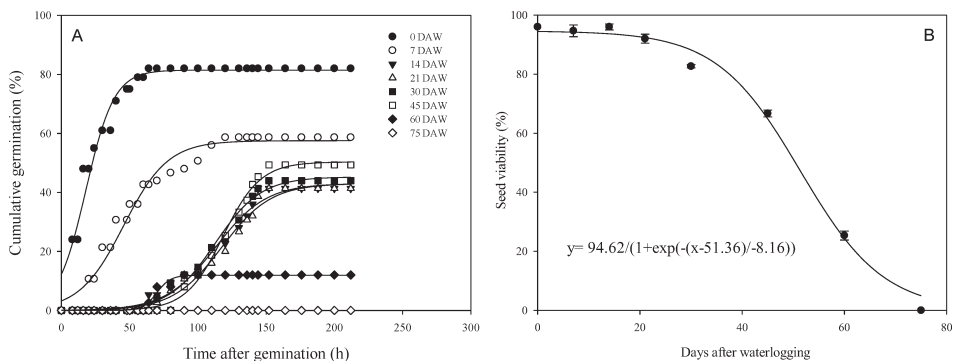 A
100
80
60
40
20
0
0
50
100
150
200
250
300
Cumulative germination (%)
Time after gemination (h)
0 DAW
7 DAW
14 DAW
21 DAW
30 DAW
45 DAW
60 DAW
75 DAW
B
100
80
60
40
20
0
0
20
40
60
80
Seed viability (%)
Days after waterlogging
y= 94.62/(1+exp(-(x-51.36)/-8.16))